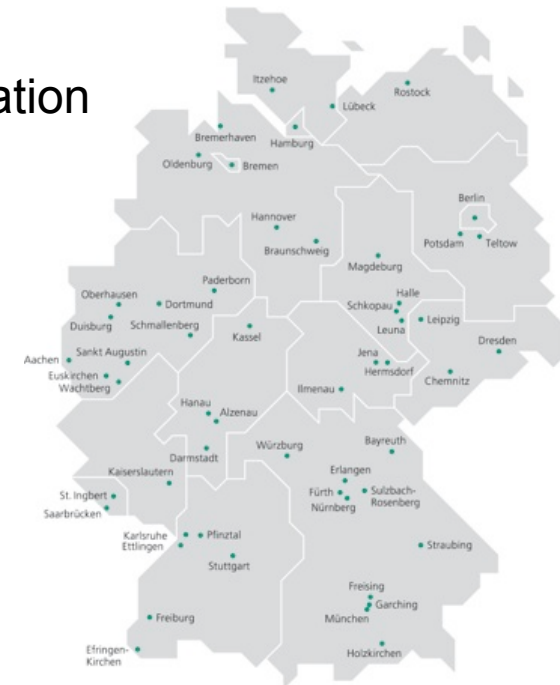 ation
Itzehoe
Rostock
Lübeck
Bremerhaven
Hamburg
Oldenburg
Bremen
Berlin
Hannover
Potsdam
Teltow
Braunschweig
Magdeburg
Paderborn
Oberhausen
Dortmund
Halle
Schkopau
Duisburg
Schmallenberg
Leuna
Leipzig
Kassel
Dresden
Aachen
Sankt Augustin
Jena
Euskirchen
Hermsdorf
Wachtberg
Chemnitz
Ilmenau
Hanau
Alzenau
Bayreuth
Würzburg
Darmstadt
Kaiserslautern
Erlangen
St. Ingbert
Fürth
Sulzbach-
Rosenberg
Nürnberg
Saarbrücken
Karlsruhe
Pfinztal
Ettlingen
Straubing
Stuttgart
Freising
Garching
Freiburg
München
Efringen-
Kirchen
Holzkirchen